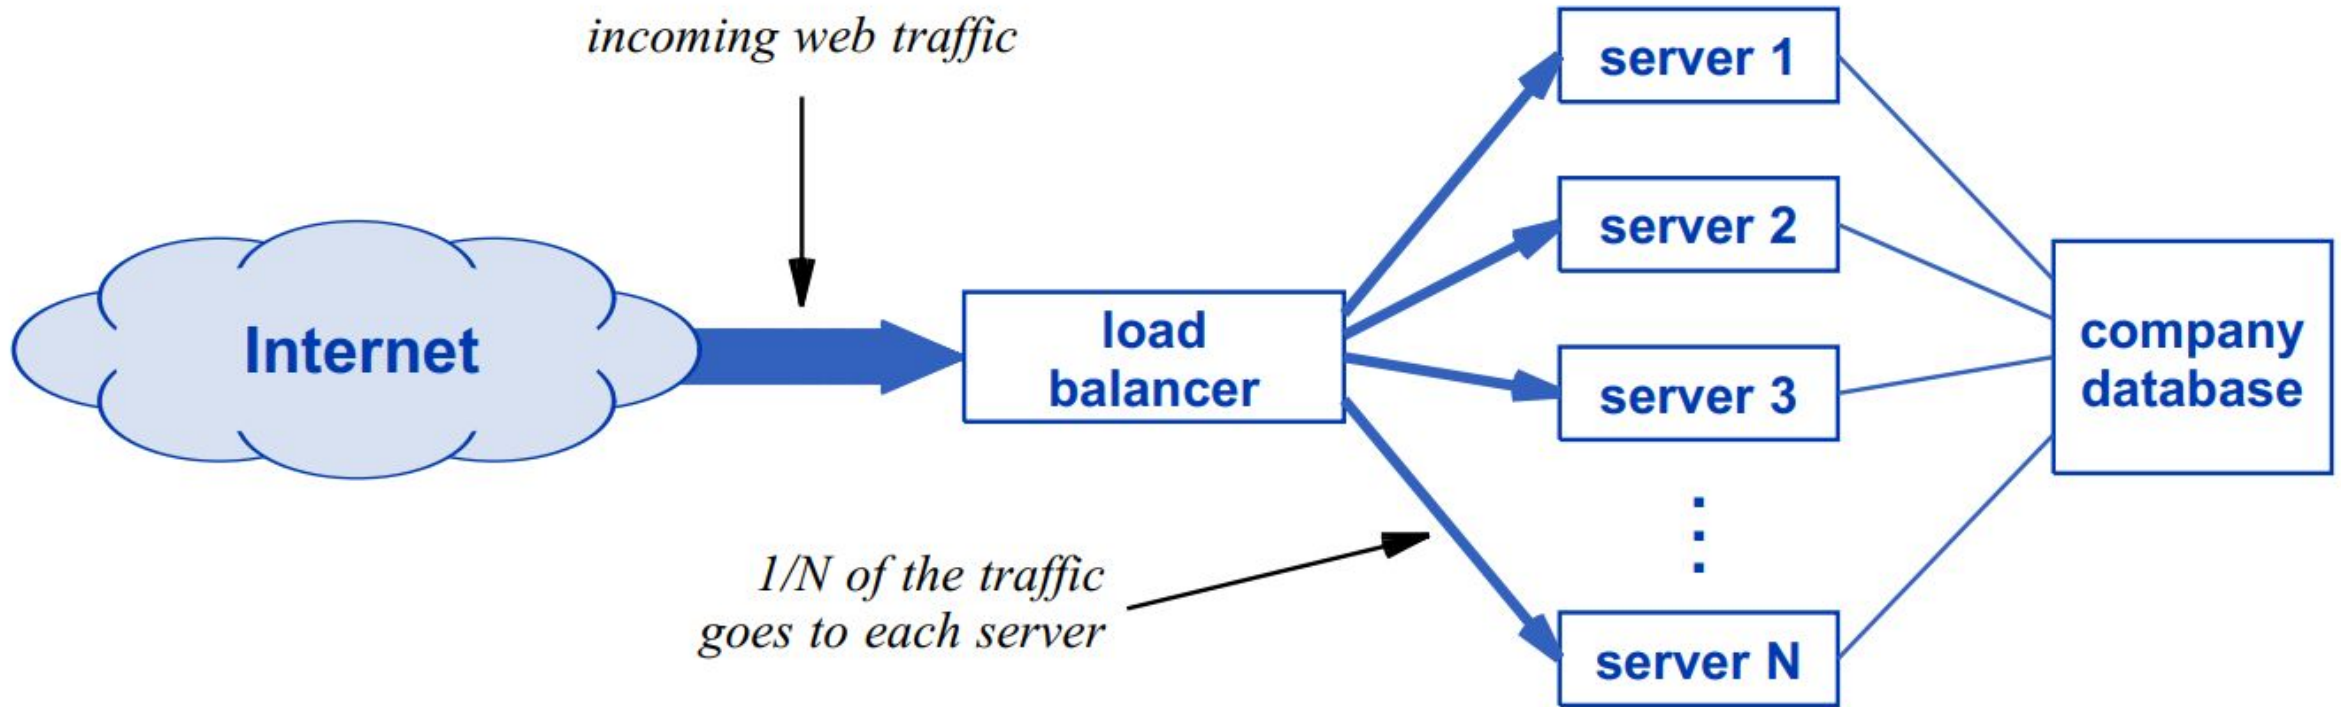 incoming web traffic
Internet
load
balancer
server 1
server 2
server 3
server N
company
database
1/N of the traffic
goes to each server